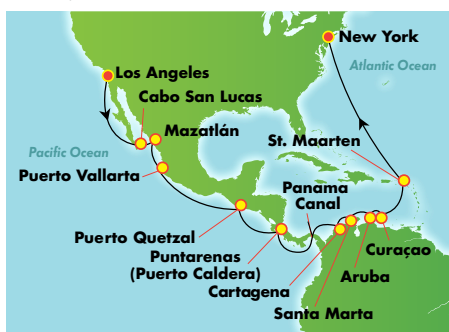 New York
Atlantic Ocean
Los Angeles
Cabo San Lucas
Mazatlán
St. Maarten
Pacific Ocean
Puerto Vallarta
Panama
Canal
Puerto Quetzal
Puntarenas
(Puerto Caldera)
Curaçao
Aruba
Cartagena
Santa Marta